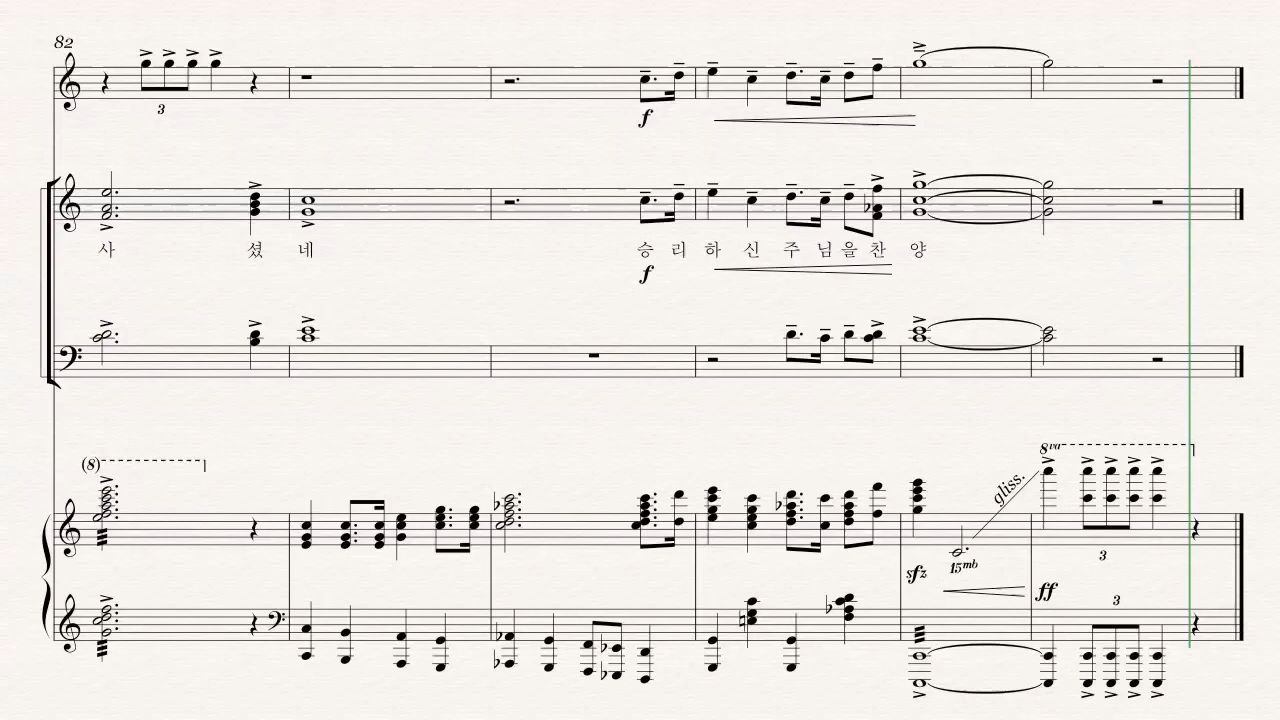 82
3
f
사 셨 네 승 리 하 신 주 님 을 찬 양
f
(8) 8va
gliss.
15mb
3
sfz ff
3